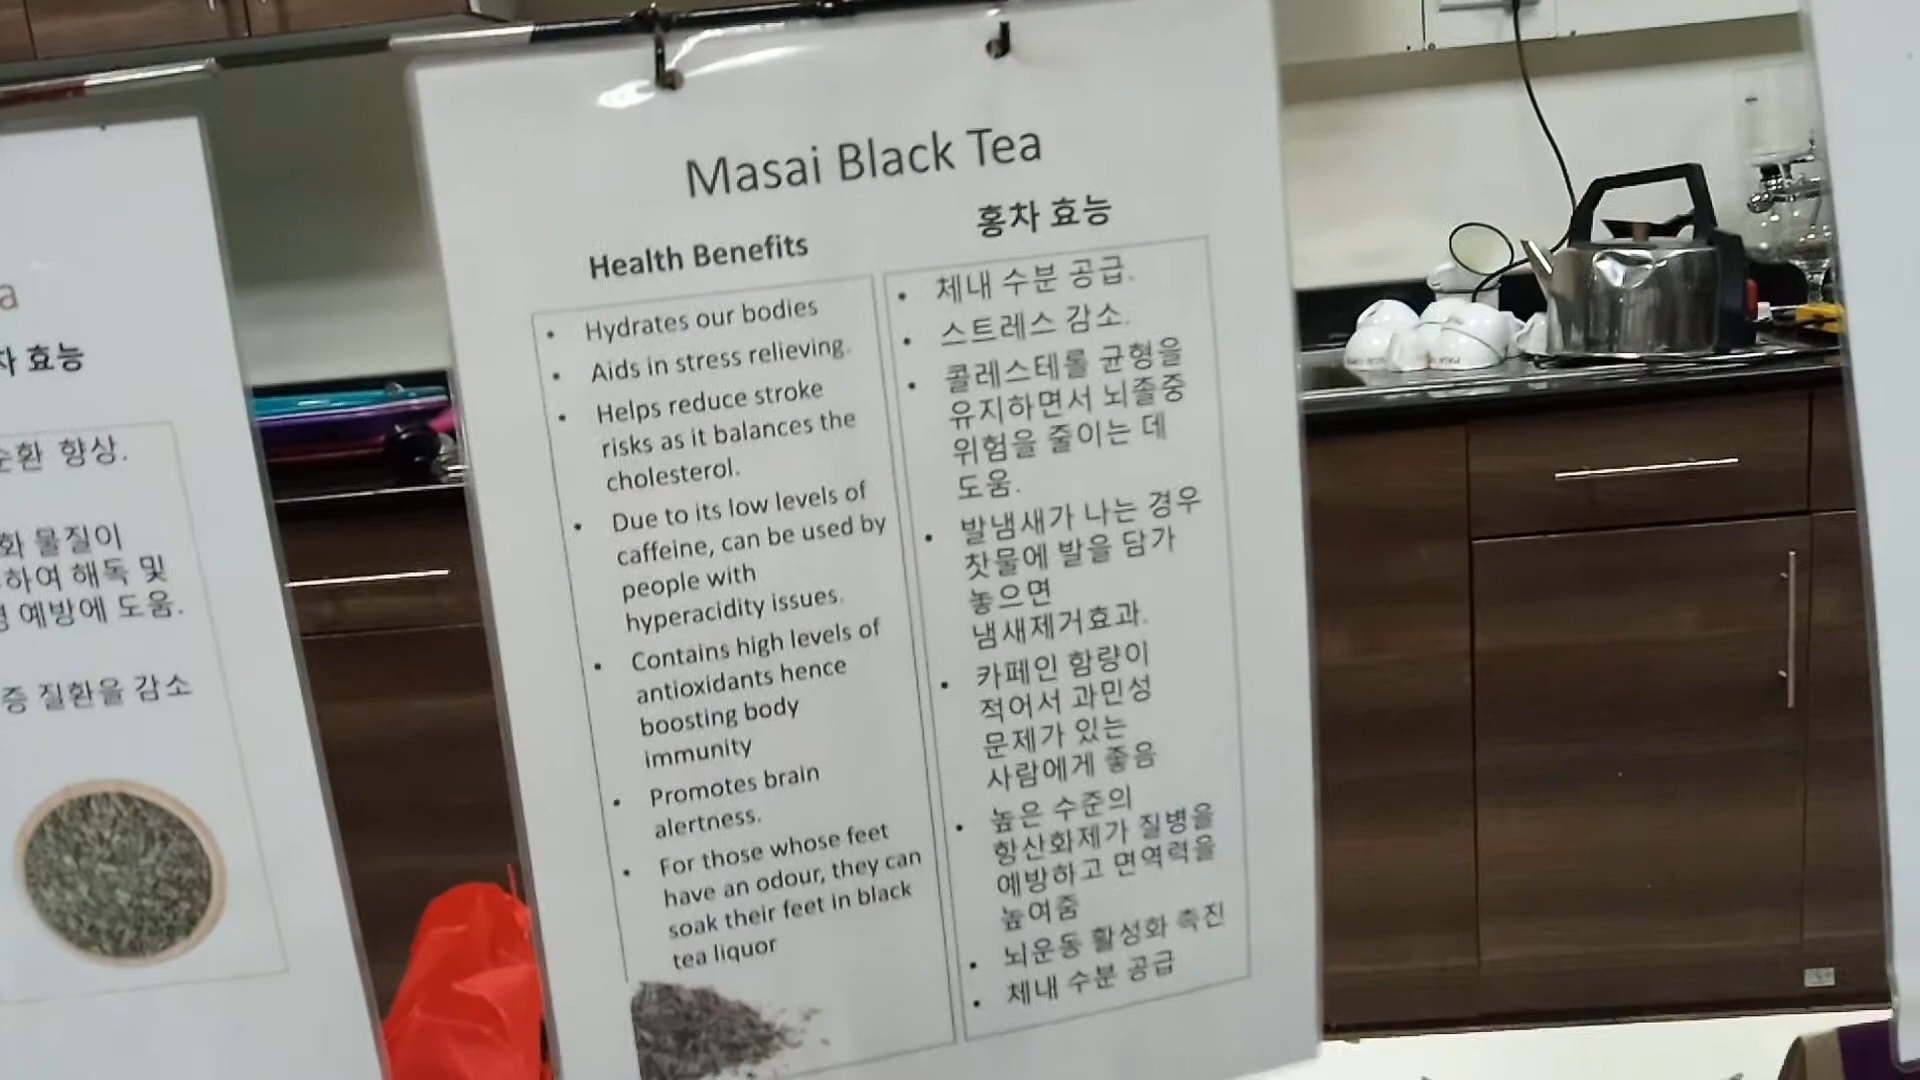 a
차 효능
순환 향상.
화 물질이
하여 해독 및
예방에 도움.
증 질환을 감소
Masai Black Tea
Health Benefits
• Hydrates our bodies
• Aids in stress relieving.
• Helps reduce stroke
risks as it balances the
cholesterol.
• Due to its low levels of
caffeine, can be used by
people with
hyperacidity issues.
• Contains high levels of
antioxidants hence
boosting body
immunity
• Promotes brain
alertness.
• For those whose feet
have an odour, they can
soak their feet in black
tea liquor
홍차 효능
• 체내 수분 공급.
• 스트레스 감소.
• 콜레스테롤 균형을
유지하면서 뇌졸중
위험을 줄이는 데
도움.
• 발냄새가 나는 경우
찻물에 발을 담가
놓으면
냄새제거효과.
• 카페인 함량이
적어서 과민성
문제가 있는
사람에게 좋음
• 높은 수준의
항산화제가 질병을
예방하고 면역력을
높여줌
• 뇌운동 활성화 촉진
• 체내 수분 공급